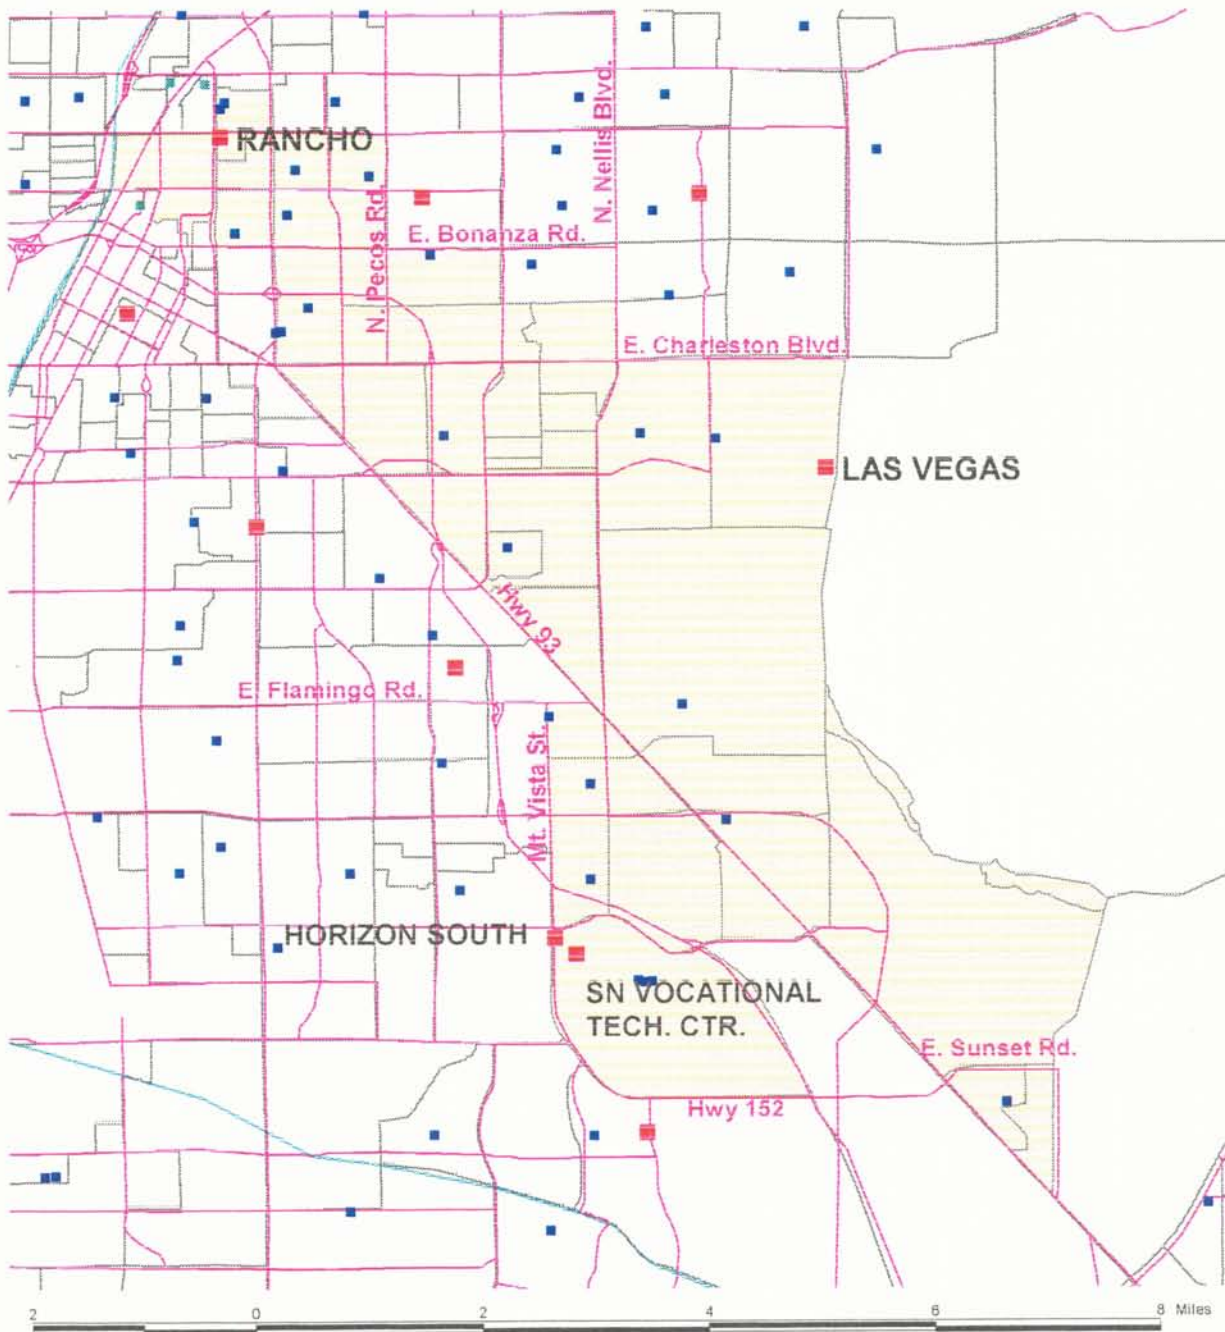 N. Nellis Blvd.
RANCHO
N. Pecos Rd.
E. Bonanza Rd.
E. Charleston Blvd.
LAS VEGAS
Hwy 93
E. Flamingo Rd.
Mt. Vista St.
HORIZON SOUTH
SN VOCATIONAL
TECH. CTR.
E. Sunset Rd.
Hwy 152
2 0 2 4 6 8 Miles